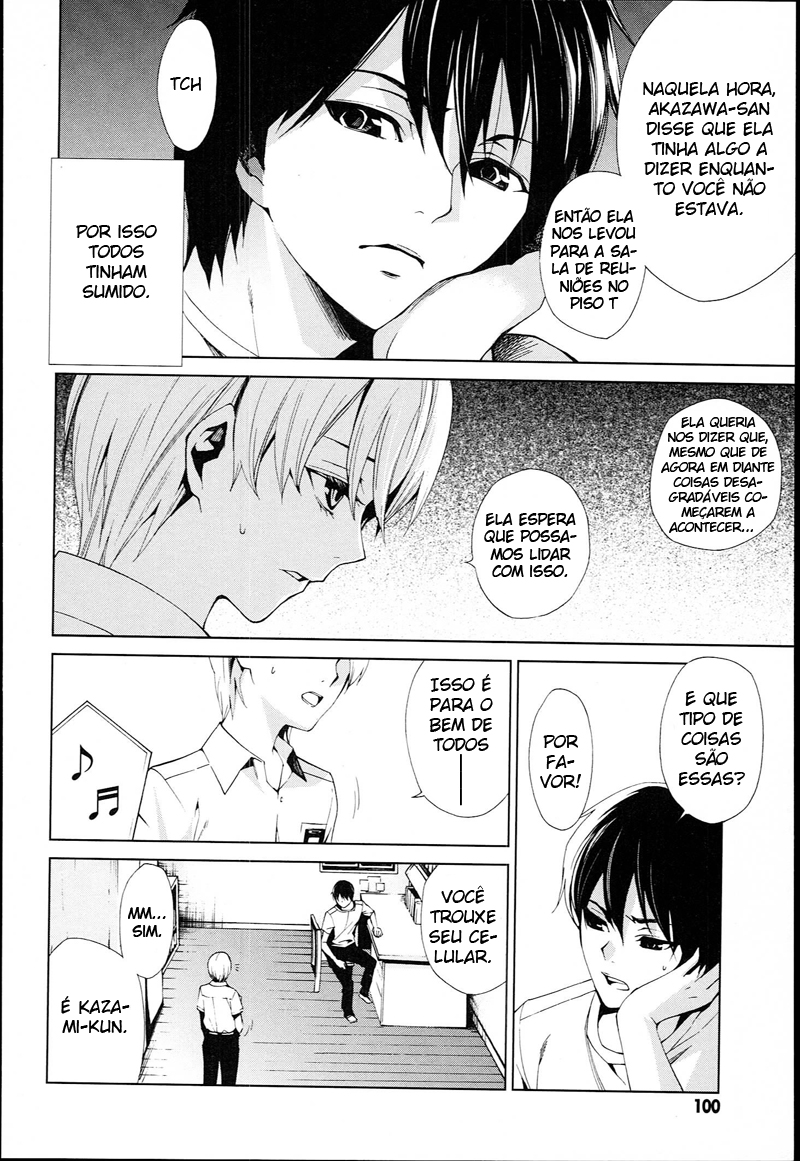 NAQUELA HORA,
AKAZAWA-SAN
DISSE QUE ELA
TINHA ALGO A
DIZER ENQUAN-
TO VOCÊ NÃO
ESTAVA.
ENTÃO ELA
NOS LEVOU
PARA A SA-
LA DE REU-
NIÕES NO
PISO T
TCH
POR ISSO
TODOS
TINHAM
SUMIDO.
ELA QUERIA
NOS DIZER QUE,
MESMO QUE DE
AGORA EM DIANTE
COISAS DESA-
GRADÁVEIS CO-
MEÇAREM A
ACONTECER...
ELA ESPERA
QUE POSSA-
MOS LIDAR
COM ISSO.
E QUE
TIPO DE
COISAS
SÃO
ESSAS?
POR
FA-
VOR!
ISSO É
PARA O
BEM DE
TODOS
VOCÊ
TROUXE
SEU CE-
LULAR.
MM...
SIM.
É KAZA-
MI-KUN.
100